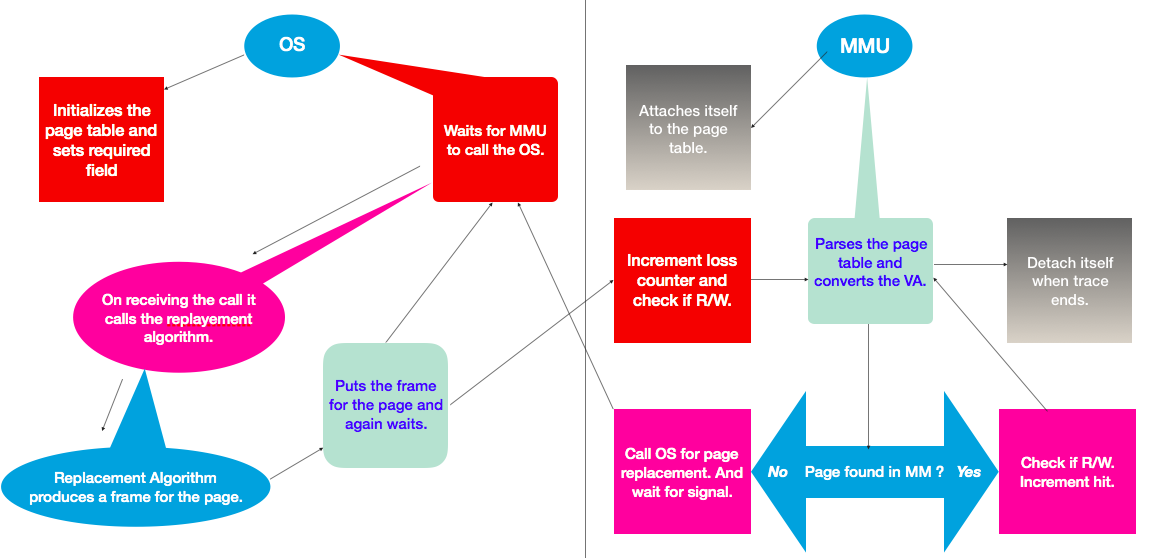 OS
Initializes the
page table and
sets required
field
Waits for MMU
to call the OS.
On receiving the call it
calls the replayement
algorithm.
Puts the frame
for the page and
again waits.
Replacement Algorithm
produces a frame for the page.
MMU
Attaches itself
to the page
table.
Increment loss
counter and
check if R/W.
Parses the page
table and
converts the VA.
Detach itself
when trace
ends.
Call OS for page
replacement. And
wait for signal.
No Page found in MM ? Yes
Check if R/W.
Increment hit.